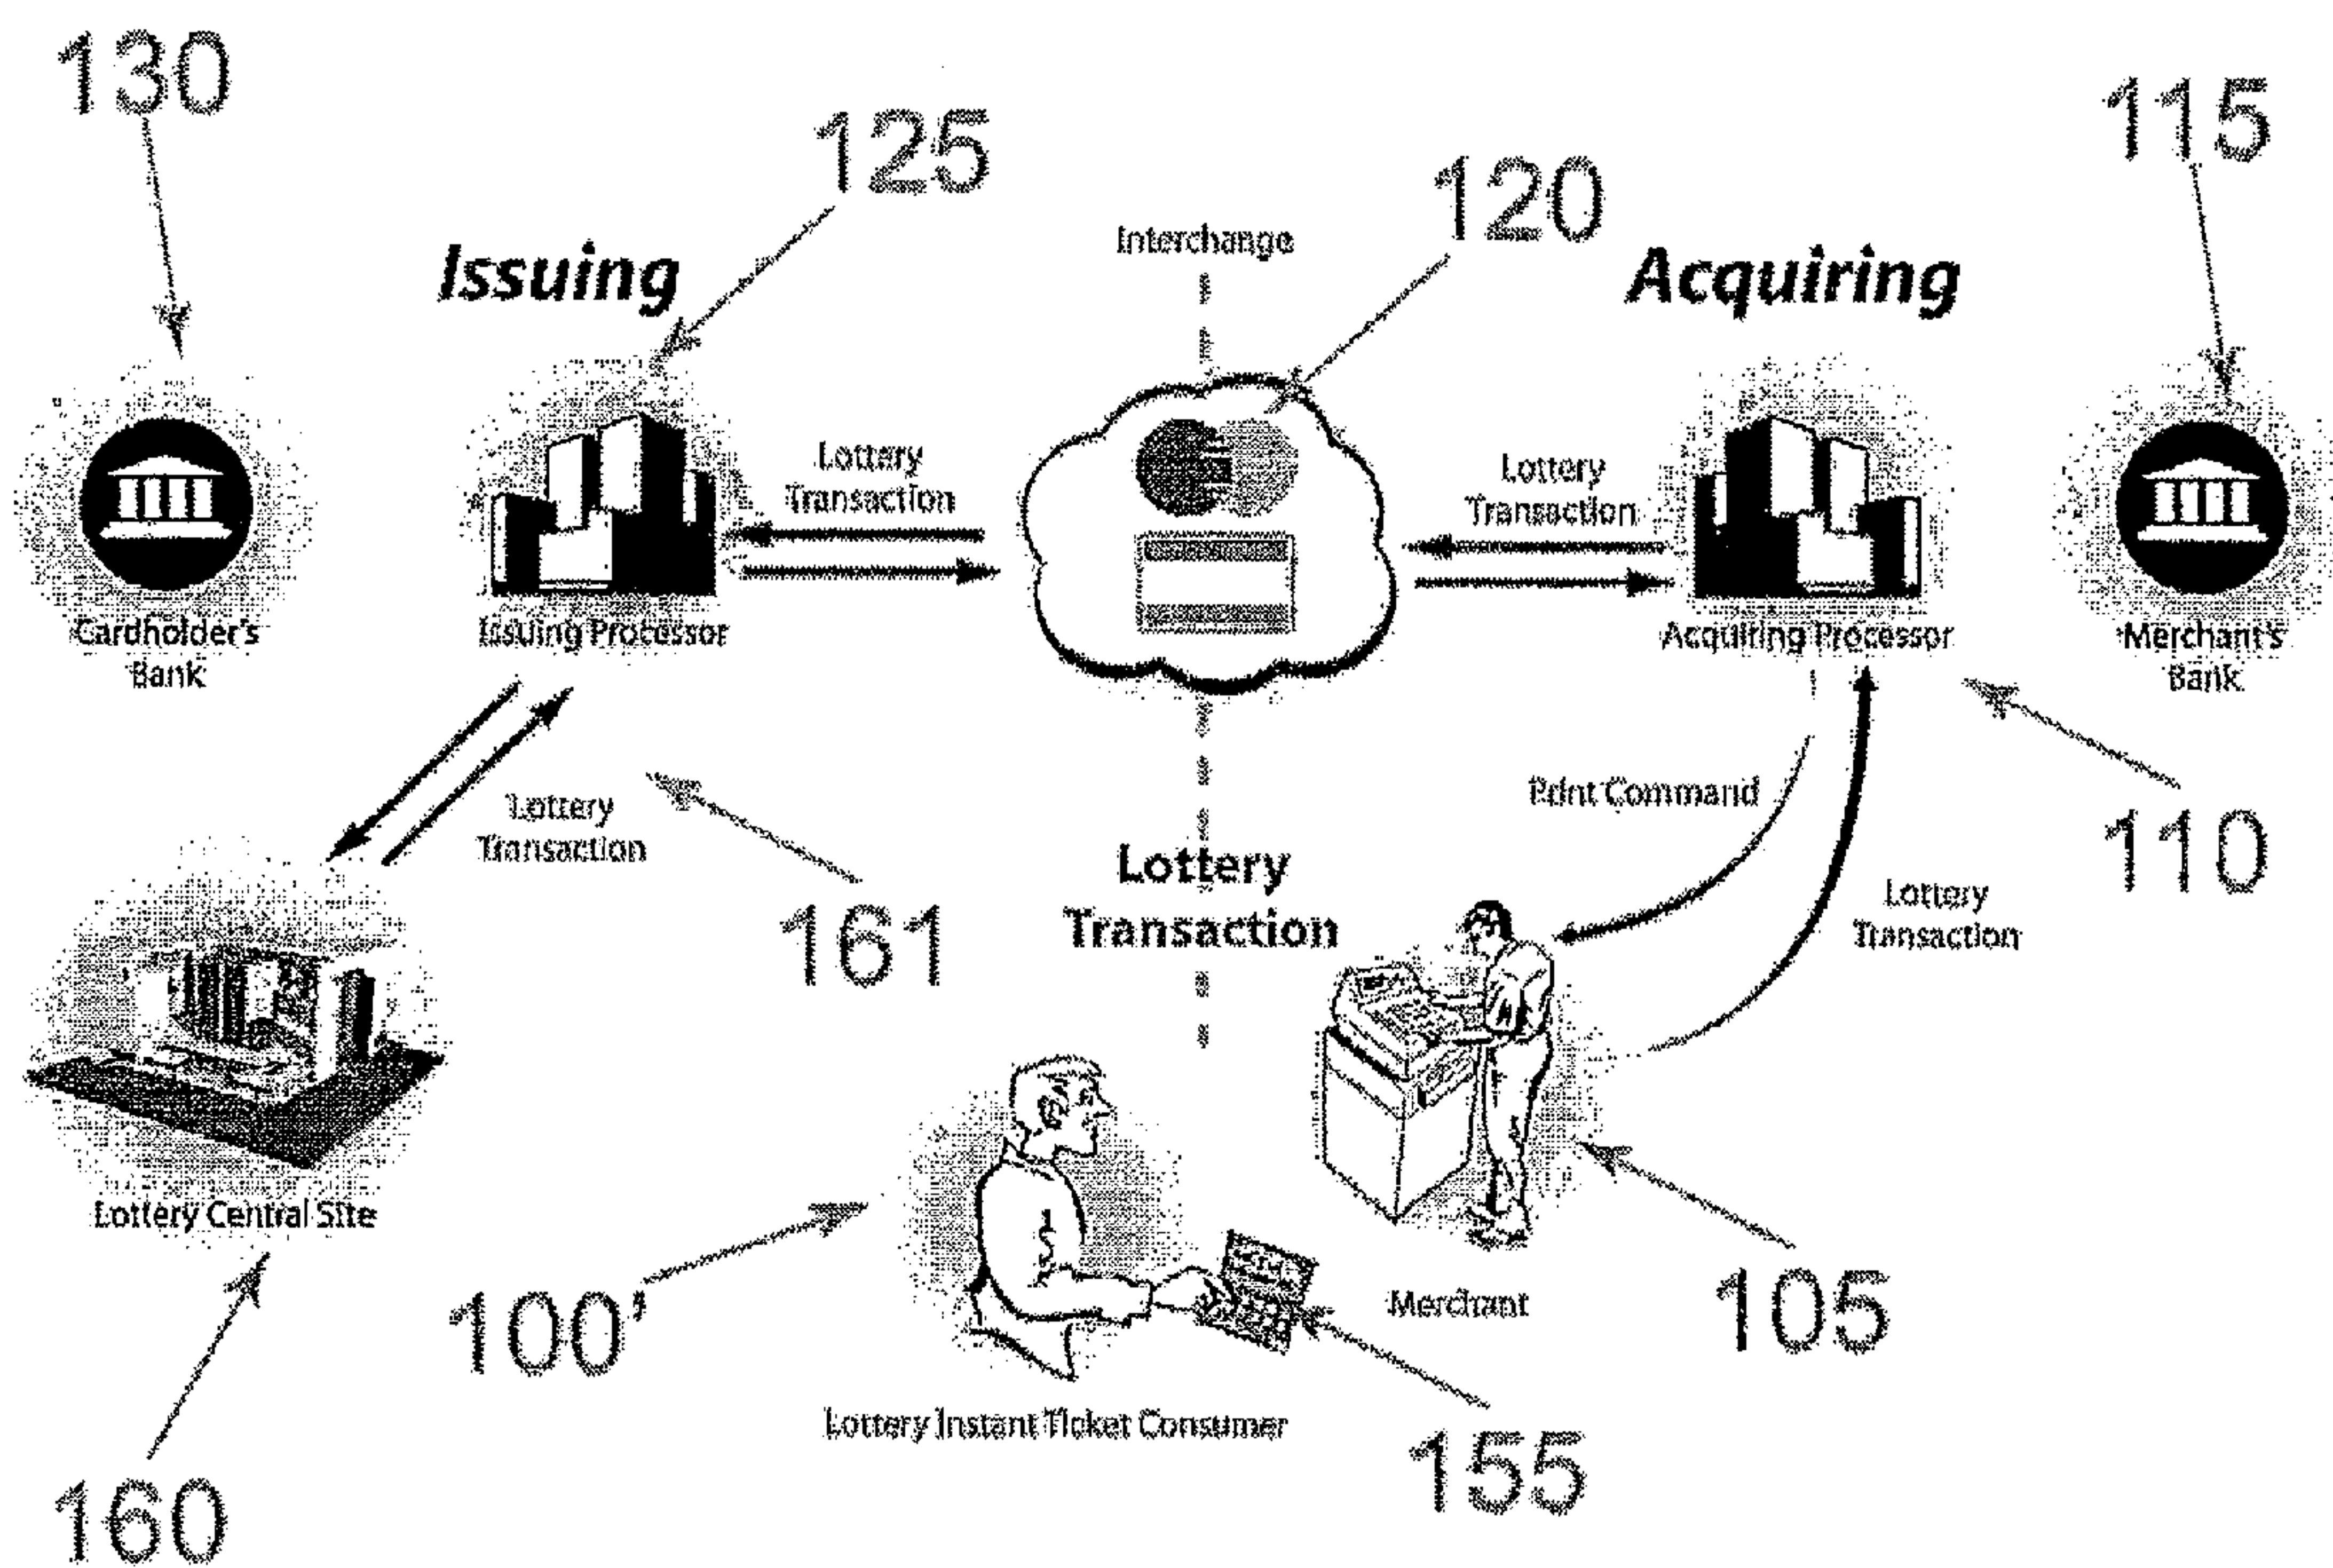 130
125
120
115
Issuing
Interchange
Acquiring
Lottery
Transaction
Lottery
Transaction
Cardholder's
Bank
Issuing Processor
Acquiring Processor
Merchant's
Bank
Print Command
110
Lottery
Transaction
161
Lottery
Transaction
Lottery
Transaction
Lottery Central Site
100'
Merchant
105
Lottery Instant Ticket Consumer
155
160